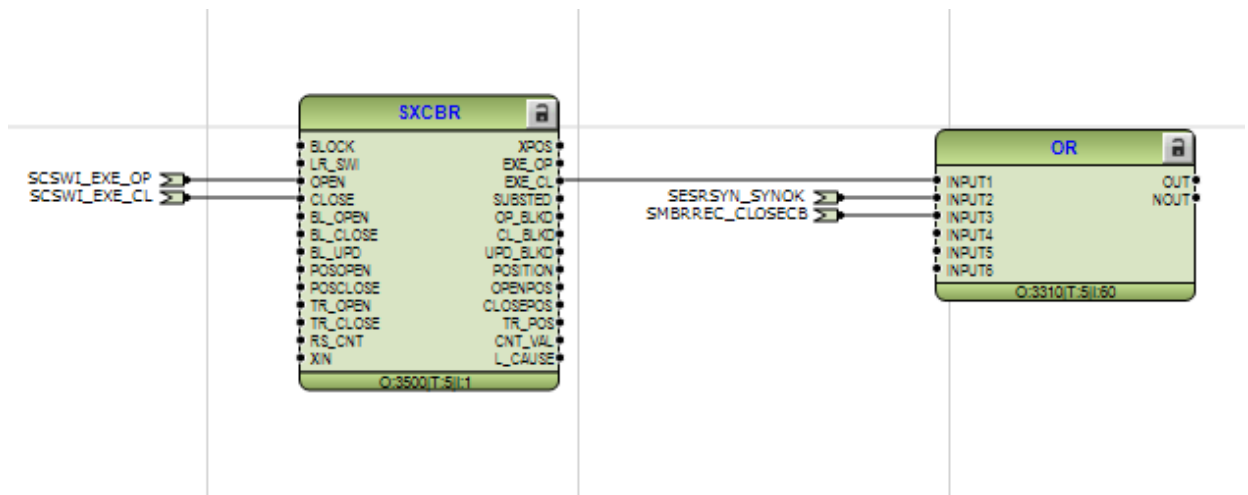 SXCBR
BLOCK XPOS
LR_SWI EXE_OP
SCSWI_EXE_OP OPEN EXE_CL
SCSWI_EXE_CL CLOSE SUBSTED
BL_OPEN OP_BLKD
BL_CLOSE CL_BLKD
BL_UPD UPD_BLKD
POSOPEN POSITION
POSCLOSE OPENPOS
TR_OPEN CLOSEPOS
TR_CLOSE TR_POS
RS_CNT CNT_VAL
XIN L_CAUSE
O:3500|T:5|I:1
OR
INPUT1 OUT
SESRSYN_SYNOK INPUT2 NOUT
SMBRREC_CLOSECB INPUT3
INPUT4
INPUT5
INPUT6
O:3310|T:5|I:60